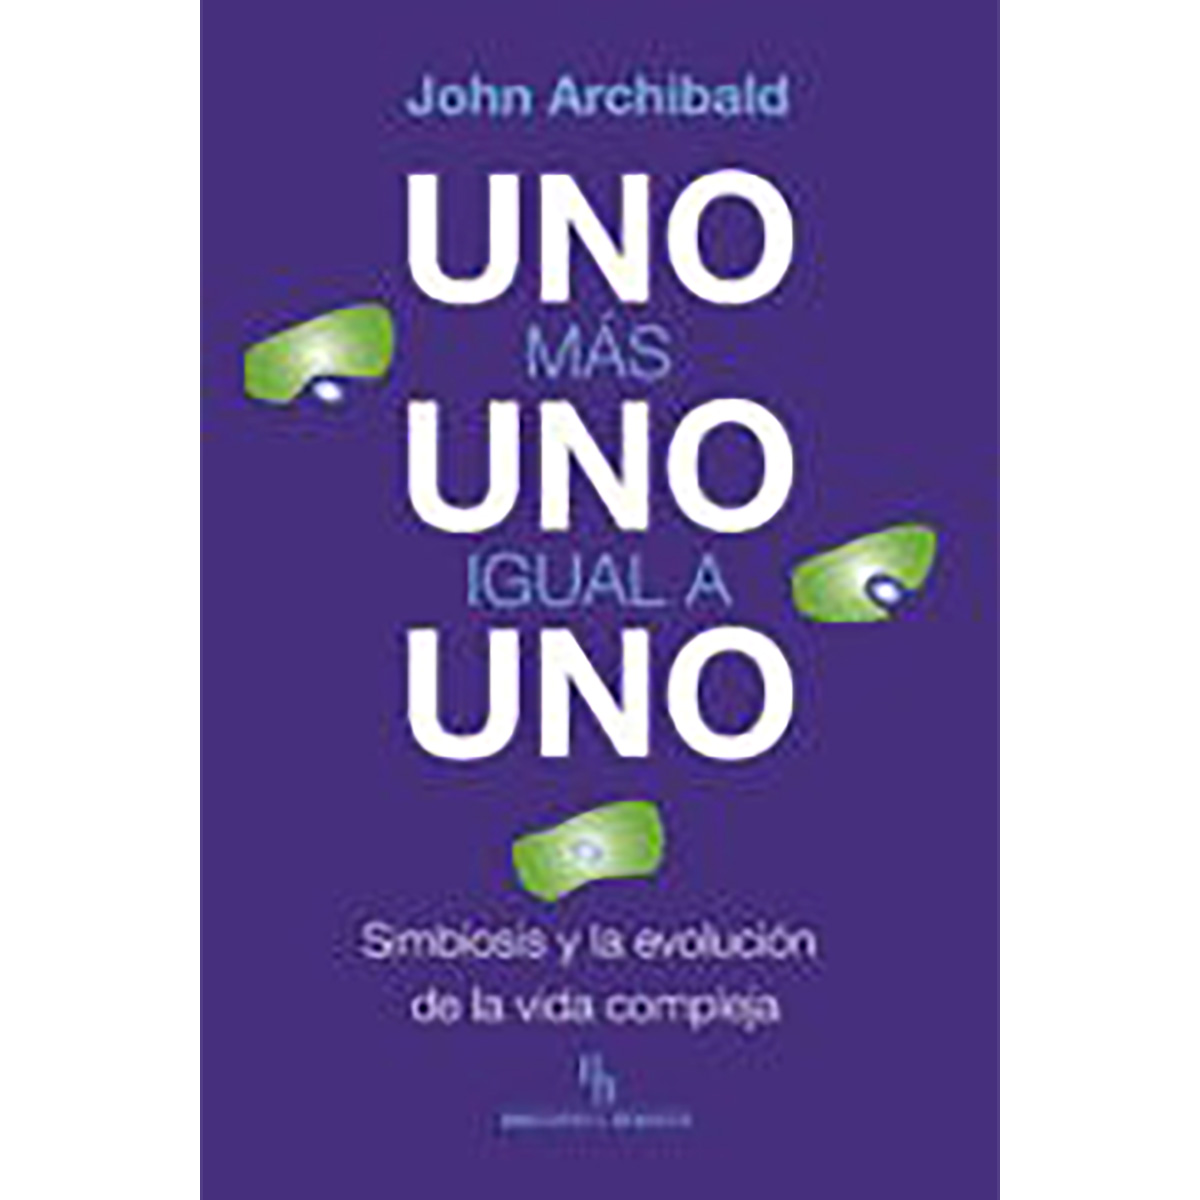 John Archibald
UNO
MÁS
UNO
IGUAL A
UNO
Simbiosis y la evolución
de la vida compleja